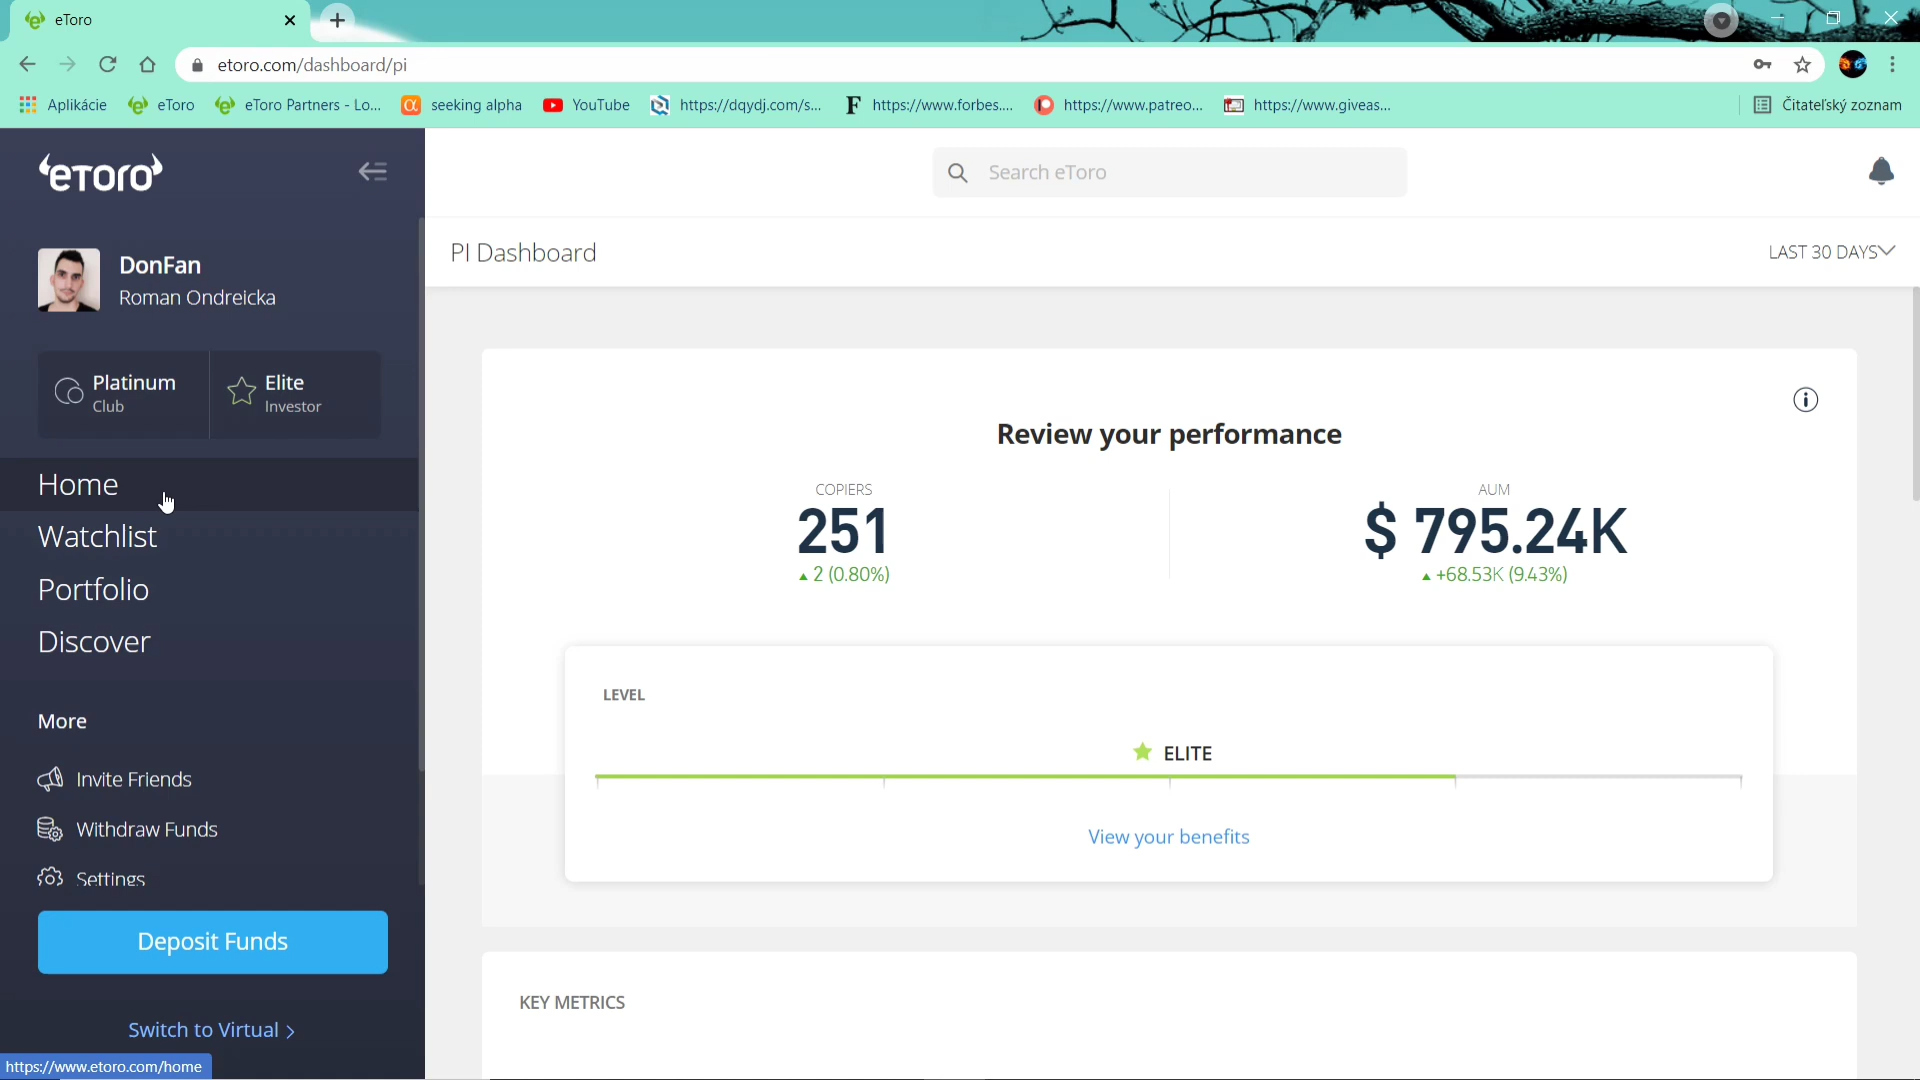 eToro
etoro.com/dashboard/pi
Aplikácie
eToro
eToro Partners - Lo...
seeking alpha
YouTube
https://dqydj.com/s...
https://www.forbes....
https://www.patreo...
https://www.giveas...
Čitateľský zoznam
eToro
Search eToro
DonFan
Roman Ondreicka
Platinum
Club
Elite
Investor
Home
Watchlist
Portfolio
Discover
More
Invite Friends
Withdraw Funds
Settings
Deposit Funds
Switch to Virtual >
https://www.etoro.com/home
PI Dashboard
LAST 30 DAYS
Review your performance
COPIERS
251
2 (0.80%)
AUM
$ 795.24K
+68.53K (9.43%)
LEVEL
ELITE
View your benefits
KEY METRICS